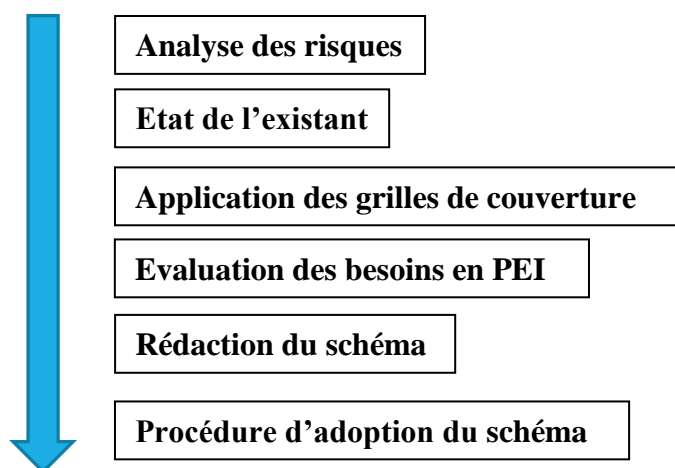 Analyse des risques
Etat de l’existant
Application des grilles de couverture
Evaluation des besoins en PEI
Rédaction du schéma
Procédure d’adoption du schéma